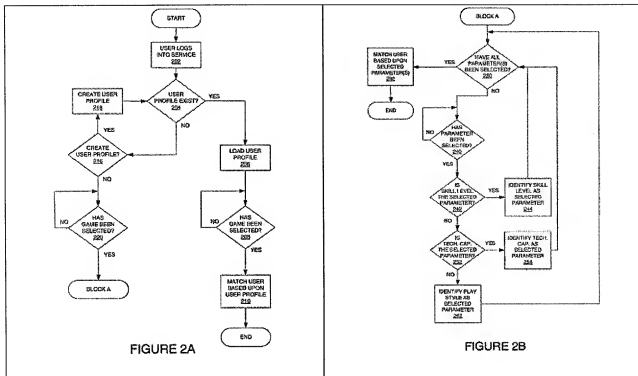 START
USER LOGS
INTO SERVICE
202
USER
PROFILE EXIST?
204
YES
NO
CREATE USER
PROFILE
218
YES
CREATE
USER PROFILE?
216
NO
HAS
GAME BEEN
SELECTED?
220
NO
YES
BLOCK A
LOAD USER
PROFILE
206
HAS
GAME BEEN
SELECTED?
208
NO
YES
MATCH USER
BASED UPON
USER PROFILE
210
END
FIGURE 2A
BLOCK A
HAVE ALL
PARAMETER(S)
BEEN SELECTED?
YES
NO
MATCH USER
BASED UPON
SELECTED
PARAMETER(S)
END
HAS
PARAMETER
BEEN
SELECTED?
240
NO
YES
IS
SKILL LEVEL
THE SELECTED
PARAMETER?
YES
NO
IDENTIFY SKILL
LEVEL AS
SELECTED
PARAMETER
244
IS
TECH. CAP.
THE SELECTED
PARAMETER?
YES
NO
IDENTIFY TECH.
CAP. AS
SELECTED
PARAMETER
IDENTIFY PLAY
STYLE AS
SELECTED
PARAMETER
FIGURE 2B